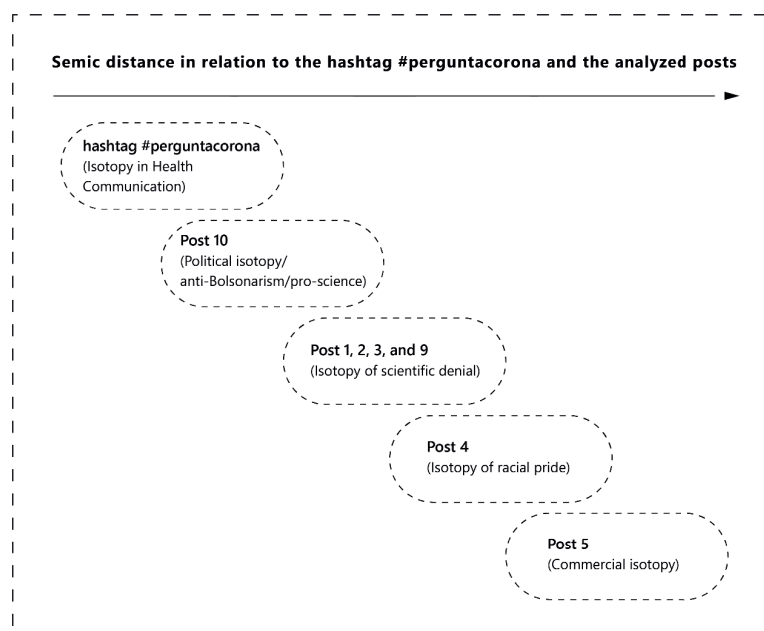 Semic distance in relation to the hashtag #perguntacorona and the analyzed posts
hashtag #perguntacorona
(Isotopy in Health
Communication)
Post 10
(Political isotopy/
anti-Bolsonarism/pro-science)
Post 1, 2, 3, and 9
(Isotopy of scientific denial)
Post 4
(Isotopy of racial pride)
Post 5
(Commercial isotopy)